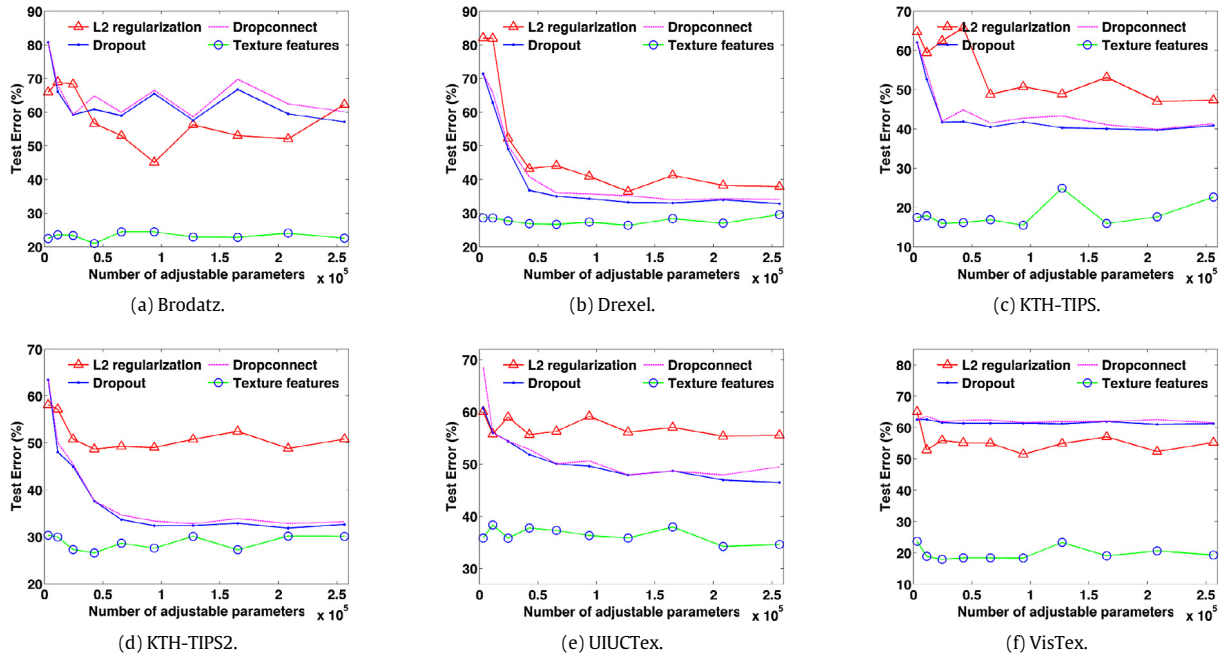 L2 regularization Dropconnect
Dropout Texture features
Test Error (%)
90
80
70
60
50
40
30
20
0 0.5 1 1.5 2 2.5
Number of adjustable parameters x 10^5
(a) Brodatz.
L2 regularization Dropconnect
Dropout Texture features
Test Error (%)
90
80
70
60
50
40
30
20
0 0.5 1 1.5 2 2.5
Number of adjustable parameters x 10^5
(b) Drexel.
L2 regularization Dropconnect
Dropout Texture features
Test Error (%)
70
60
50
40
30
20
10
0 0.5 1 1.5 2 2.5
Number of adjustable parameters x 10^5
(c) KTH-TIPS.
L2 regularization Dropconnect
Dropout Texture features
Test Error (%)
70
60
50
40
30
20
0 0.5 1 1.5 2 2.5
Number of adjustable parameters x 10^5
(d) KTH-TIPS2.
L2 regularization Dropconnect
Dropout Texture features
Test Error (%)
70
60
50
40
30
0 0.5 1 1.5 2 2.5
Number of adjustable parameters x 10^5
(e) UIUCTex.
L2 regularization Dropconnect
Dropout Texture features
Test Error (%)
80
70
60
50
40
30
20
10
0 0.5 1 1.5 2 2.5
Number of adjustable parameters x 10^5
(f) VisTex.